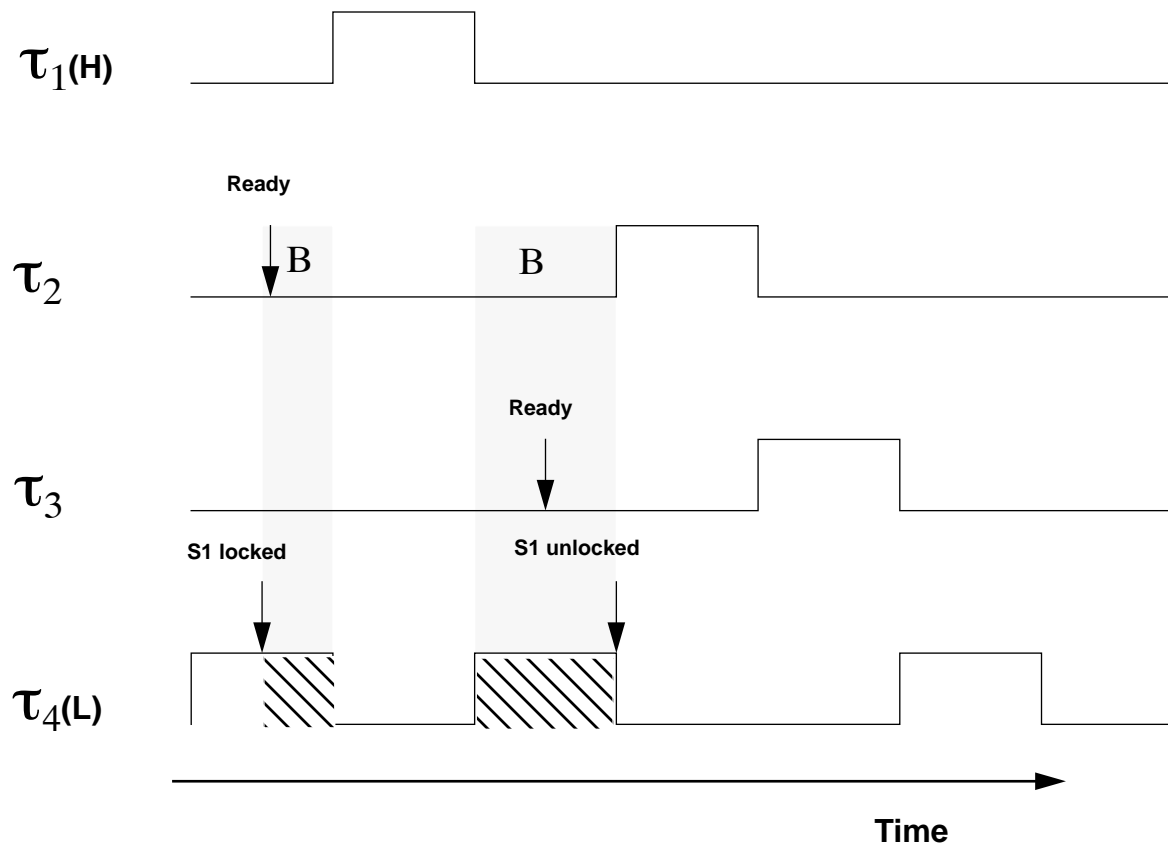 τ1(H)
Ready
B B
τ2
Ready
τ3
S1 locked S1 unlocked
τ4(L)
Time